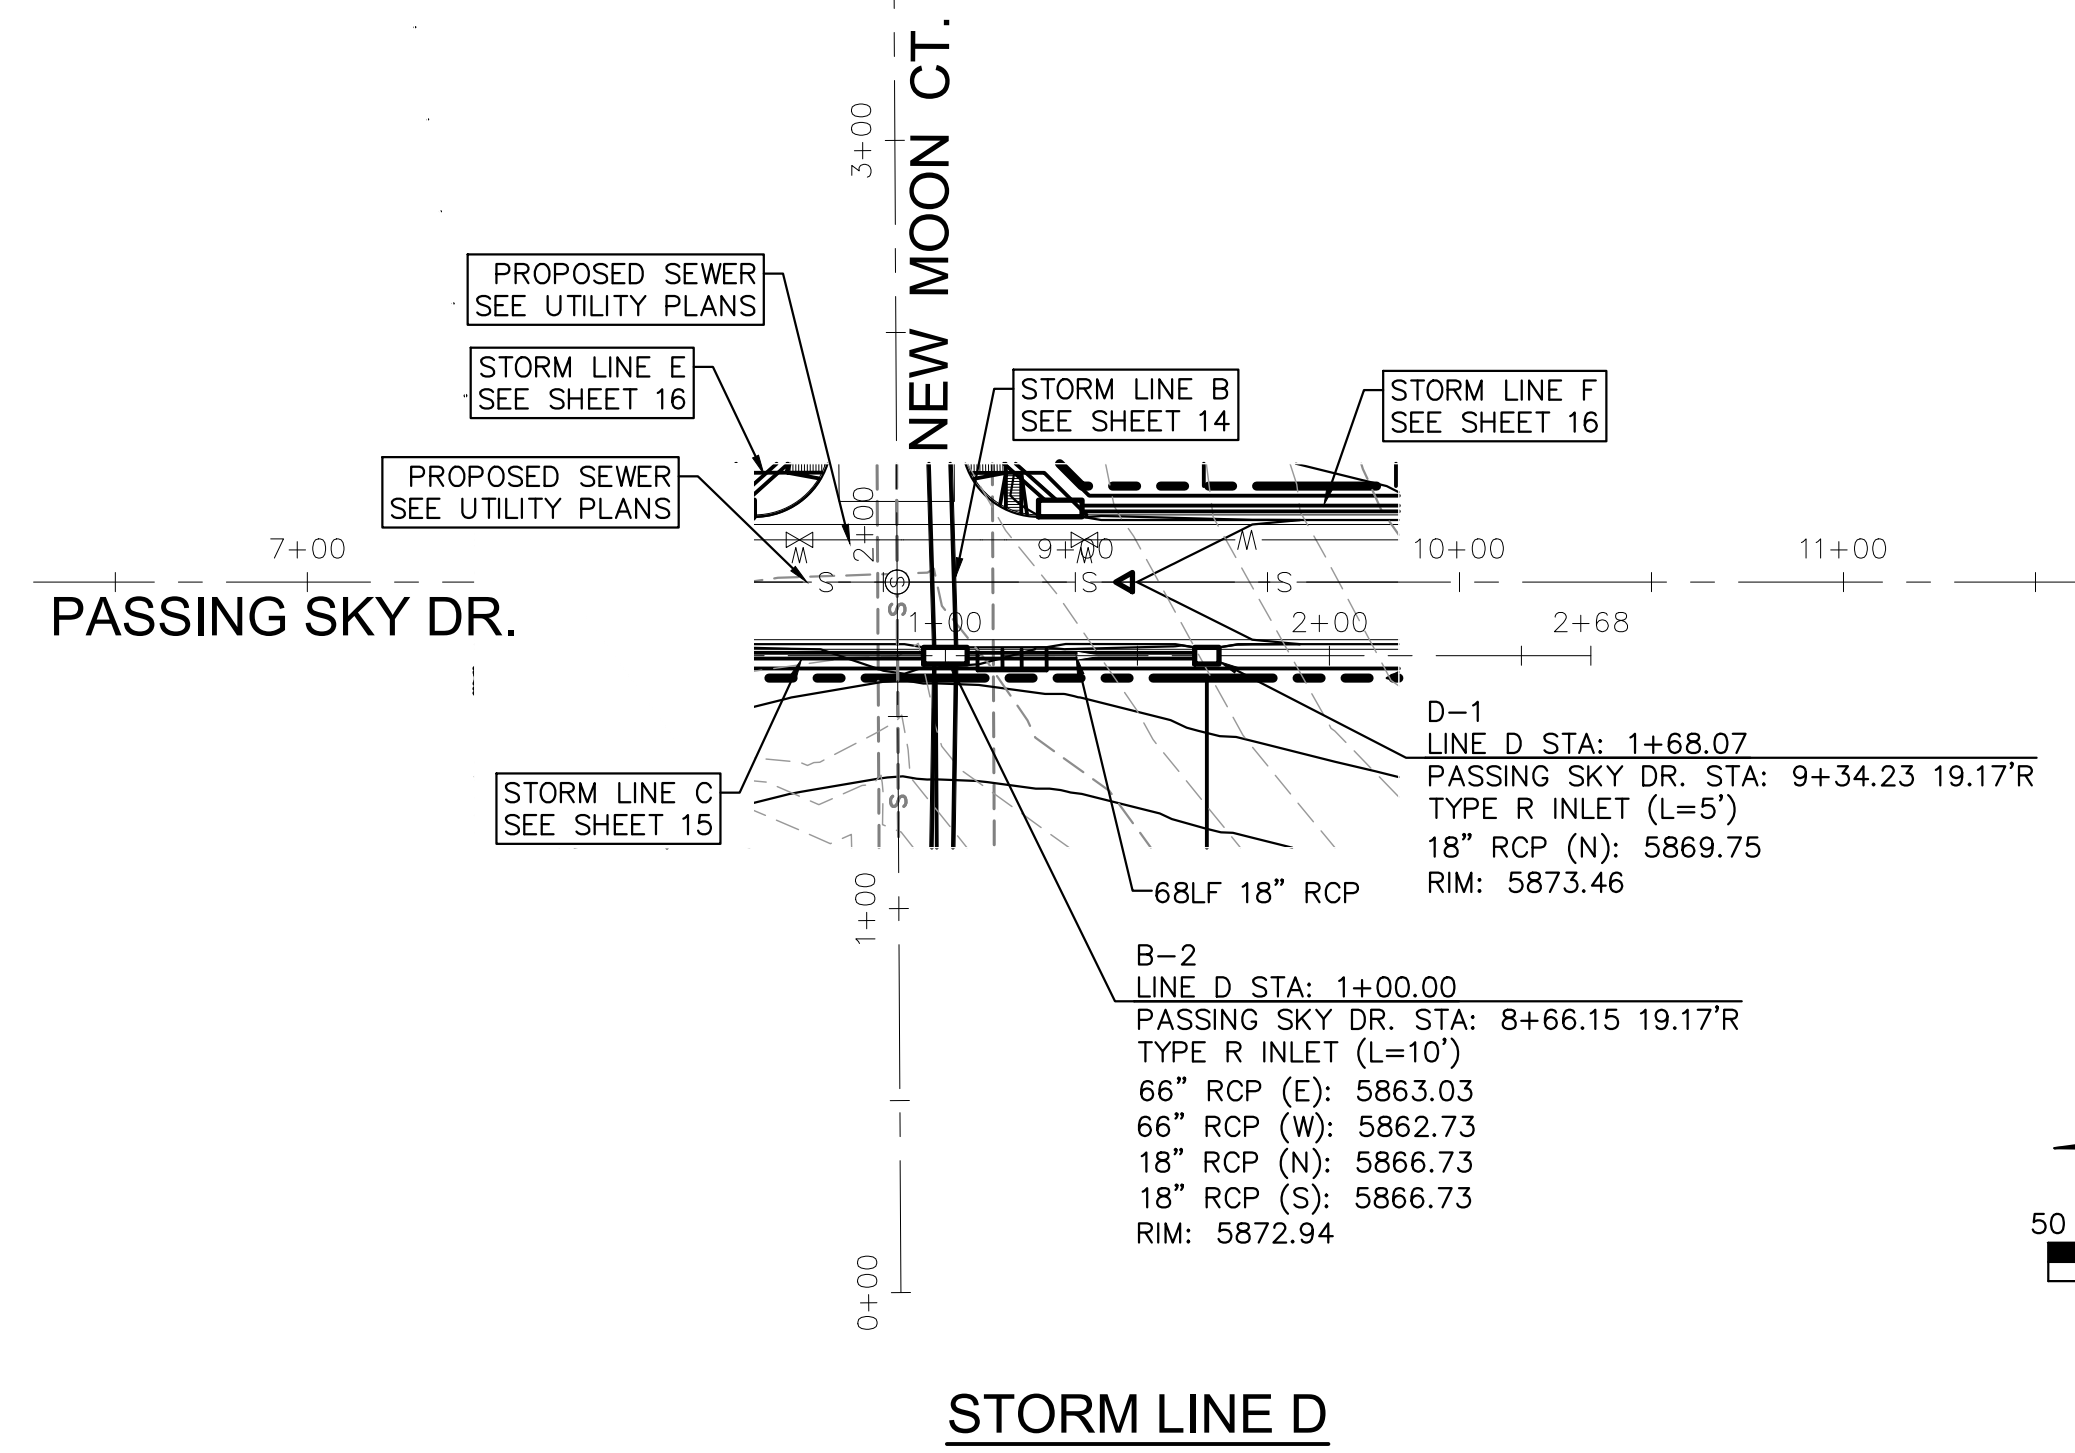 NEW MOON CT.
3+00
PROPOSED SEWER
SEE UTILITY PLANS
STORM LINE E
SEE SHEET 16
STORM LINE B
SEE SHEET 14
STORM LINE F
SEE SHEET 16
PROPOSED SEWER
SEE UTILITY PLANS
2+00
7+00
9+00
W
W
W
10+00
11+00
S
S
S
S
PASSING SKY DR.
S
1+00
2+00
2+68
STORM LINE C
SEE SHEET 15
S
D-1
LINE D STA: 1+68.07
PASSING SKY DR. STA: 9+34.23 19.17'R
TYPE R INLET (L=5')
18" RCP (N): 5869.75
RIM: 5873.46
1+00
68LF 18" RCP
B-2
LINE D STA: 1+00.00
PASSING SKY DR. STA: 8+66.15 19.17'R
TYPE R INLET (L=10')
66" RCP (E): 5863.03
66" RCP (W): 5862.73
18" RCP (N): 5866.73
18" RCP (S): 5866.73
RIM: 5872.94
50
0+00
STORM LINE D